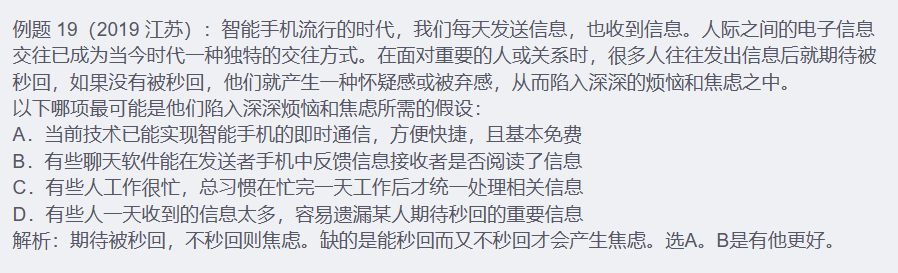 例题 19（2019 江苏）：智能手机流行的时代，我们每天发送信息，也收到信息。人际之间的电子信息
交往已成为当今时代一种独特的交往方式。在面对重要的人或关系时，很多人往往发出信息后就期待被
秒回，如果没有被秒回，他们就产生一种怀疑感或被弃感，从而陷入深深的烦恼和焦虑之中。
以下哪项最可能是他们陷入深深烦恼和焦虑所需的假设：
A．当前技术已能实现智能手机的即时通信，方便快捷，且基本免费
B．有些聊天软件能在发送者手机中反馈信息接收者是否阅读了信息
C．有些人工作很忙，总习惯在忙完一天工作后才统一处理相关信息
D．有些人一天收到的信息太多，容易遗漏某人期待秒回的重要信息
解析：期待被秒回，不秒回则焦虑。缺的是能秒回而又不秒回才会产生焦虑。选A。B是有他更好。